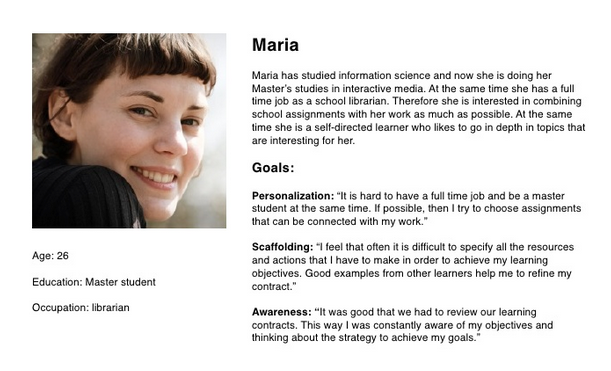 Maria
Maria has studied information science and now she is doing her
Master's studies in interactive media. At the same time she has a full
time job as a school librarian. Therefore she is interested in combining
school assignments with her work as much as possible. At the same
time she is a self-directed learner who likes to go in depth in topics that
are interesting for her.
Goals:
Personalization: “It is hard to have a full time job and be a master
student at the same time. If possible, then I try to choose assignments
that can be connected with my work.”
Scaffolding: “I feel that often it is difficult to specify all the resources
and actions that I have to make in order to achieve my learning
objectives. Good examples from other learners help me to refine my
contract.”
Awareness: “It was good that we had to review our learning
contracts. This way I was constantly aware of my objectives and
thinking about the strategy to achieve my goals.”
Age: 26
Education: Master student
Occupation: librarian